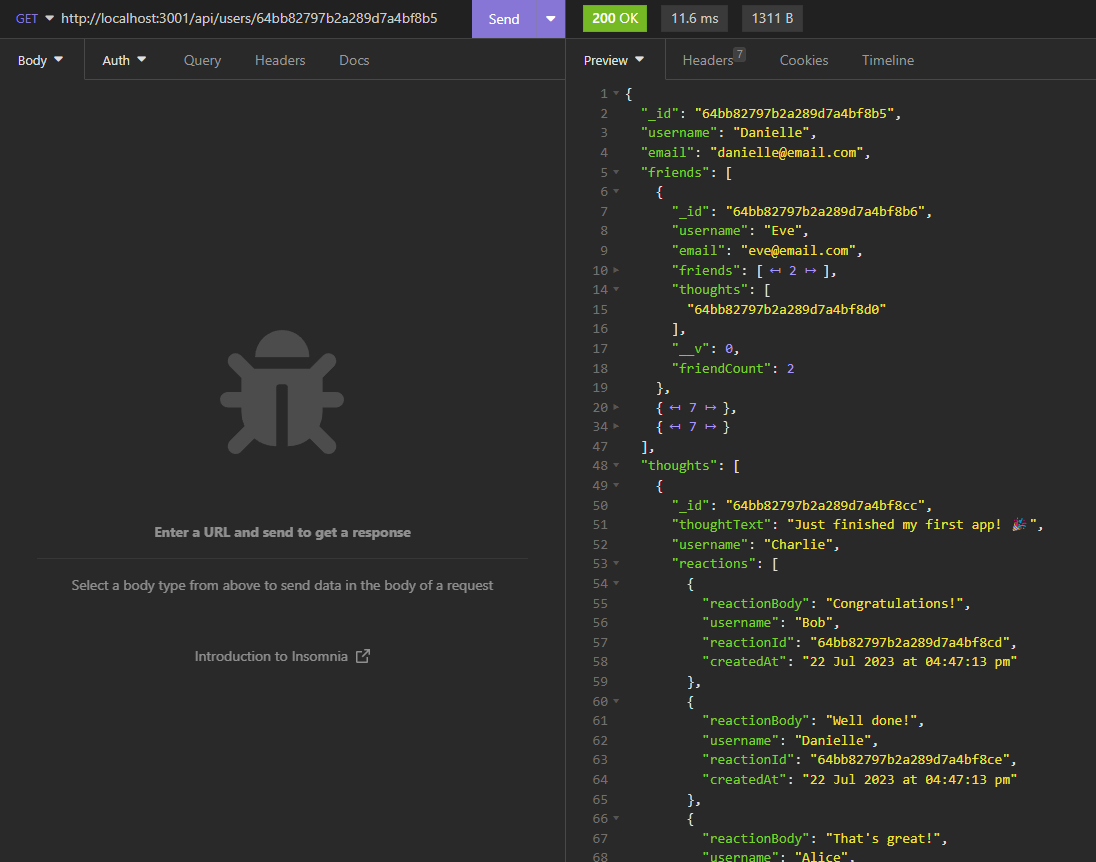 GET http://localhost:3001/api/users/64bb82797b2a289d7a4bf8b5 Send 200 OK 11.6 ms 1311 B
Body Auth Query Headers Docs Preview Headers 7 Cookies Timeline
Enter a URL and send to get a response
Select a body type from above to send data in the body of a request
Introduction to Insomnia
1 {
2 "_id": "64bb82797b2a289d7a4bf8b5",
3 "username": "Danielle",
4 "email": "danielle@email.com",
5 "friends": [
6 {
7 "_id": "64bb82797b2a289d7a4bf8b6",
8 "username": "Eve",
9 "email": "eve@email.com",
10 "friends": [ ↤ 2 ↦ ],
14 "thoughts": [
15 "64bb82797b2a289d7a4bf8d0"
16 ],
17 "__v": 0,
18 "friendCount": 2
19 },
20 { ↤ 7 ↦ },
34 { ↤ 7 ↦ }
47 ],
48 "thoughts": [
49 {
50 "_id": "64bb82797b2a289d7a4bf8cc",
51 "thoughtText": "Just finished my first app! 🎉",
52 "username": "Charlie",
53 "reactions": [
54 {
55 "reactionBody": "Congratulations!",
56 "username": "Bob",
57 "reactionId": "64bb82797b2a289d7a4bf8cd",
58 "createdAt": "22 Jul 2023 at 04:47:13 pm"
59 },
60 {
61 "reactionBody": "Well done!",
62 "username": "Danielle",
63 "reactionId": "64bb82797b2a289d7a4bf8ce",
64 "createdAt": "22 Jul 2023 at 04:47:13 pm"
65 },
66 {
67 "reactionBody": "That's great!",
68 "username": "Alice",